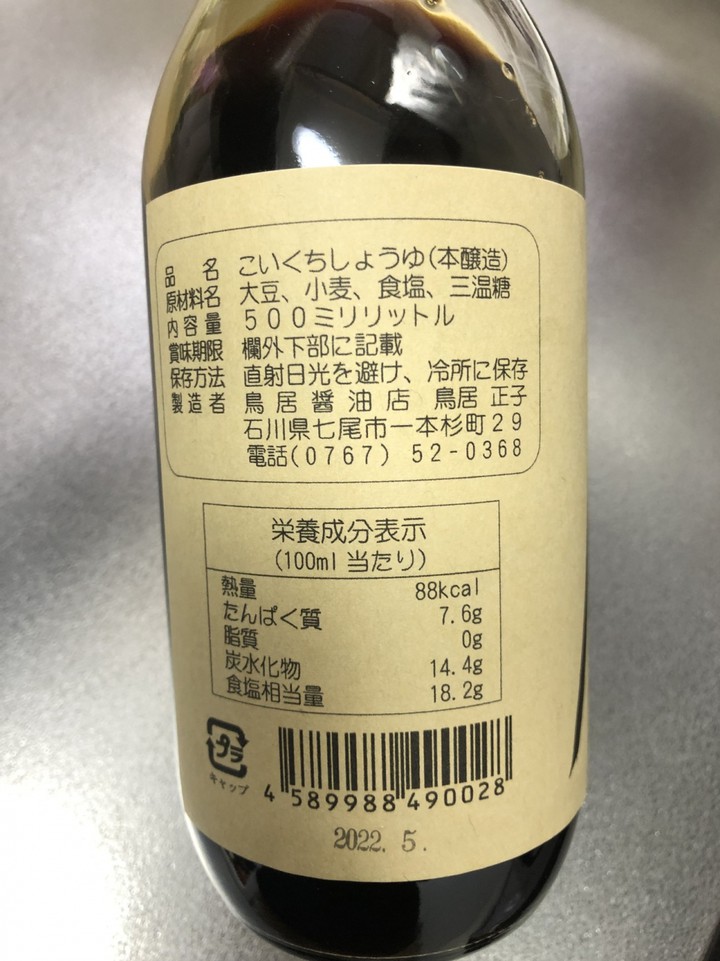 品名 こいくちしょうゆ(本醸造)
原材料名 大豆、小麦、食塩、三温糖
内容量 500ミリリットル
賞味期限 欄外下部に記載
保存方法 直射日光を避け、冷所に保存
製造者 鳥居醤油店 鳥居 正子
石川県七尾市一本杉町29
電話(0767) 52-0368
栄養成分表示
(100ml当たり)
熱量 88kcal
たんぱく質 7.6g
脂質 0g
炭水化物 14.4g
食塩相当量 18.2g
プラ
キャップ
4 589988 490028
2022. 5.